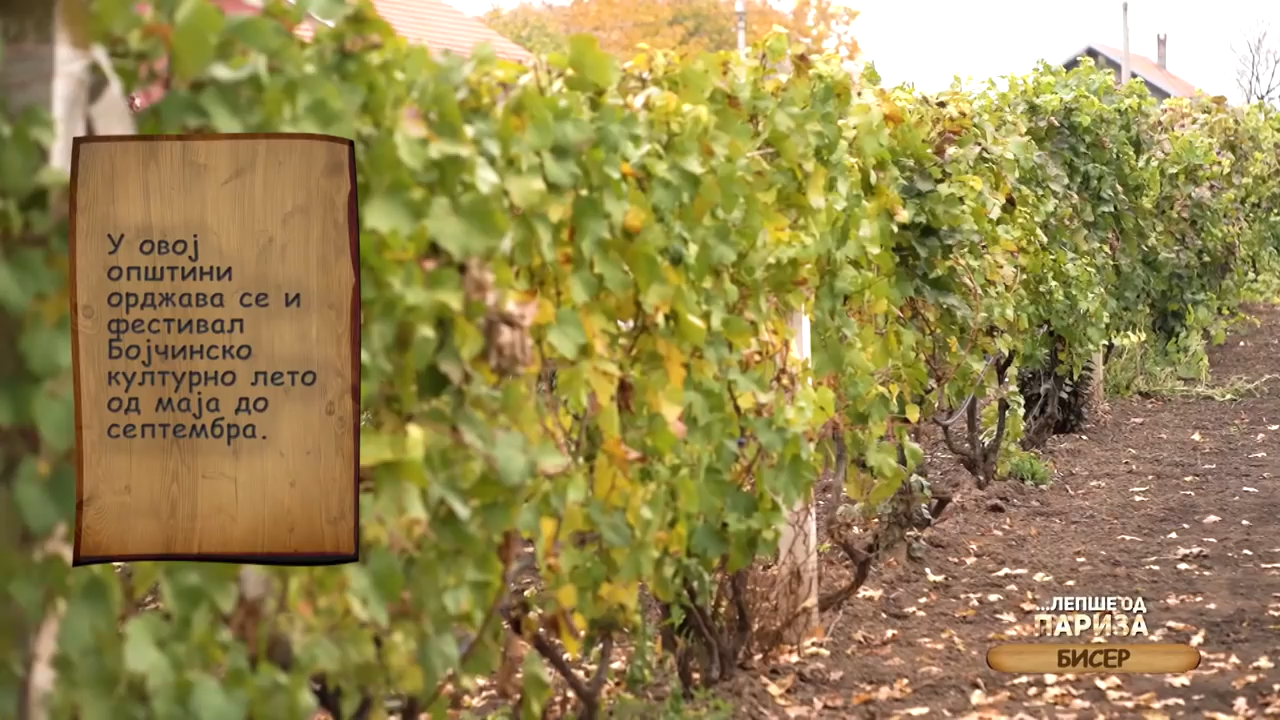 У овој
општини
орджава се и
фестивал
Бојчинско
културно лето
од маја до
септембра.
...ЛЕПШЕ ОД
ПАРИЗА
БИСЕР